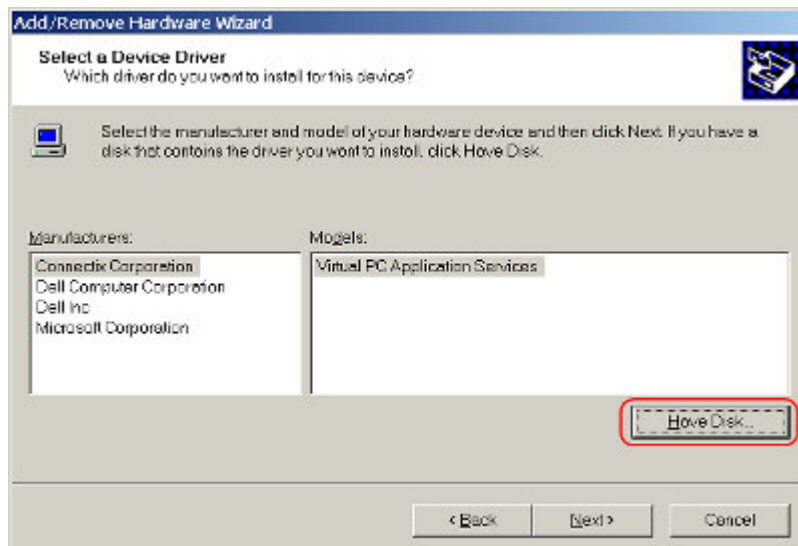 Add/Remove Hardware Wizard
Select a Device Driver
Which driver do you want to install for this device?
Select the manufacturer and model of your hardware device and then click Next. If you have a
disk that contains the driver you want to install, click Have Disk.
Manufacturers:
Models:
Connectix Corporation
Dell Computer Corporation
Dell Inc
Microsoft Corporation
Virtual PC Application Services
Have Disk...
< Back
Next >
Cancel